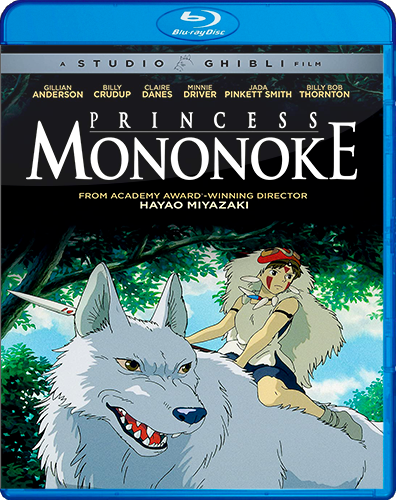 Blu-ray Disc
A STUDIO GHIBLI FILM
GILLIAN ANDERSON BILLY CRUDUP CLAIRE DANES MINNIE DRIVER JADA PINKETT SMITH BILLY BOB THORNTON
PRINCESS
MONONOKE
FROM ACADEMY AWARD®-WINNING DIRECTOR
HAYAO MIYAZAKI